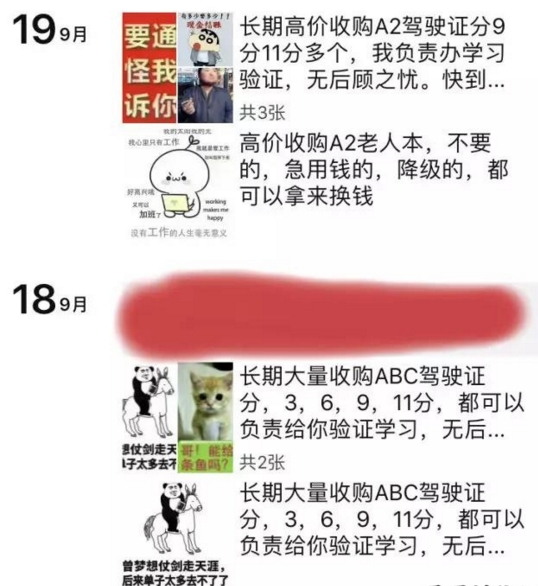 19 9月
要通
怪我
诉你
有多少要多少!!!
现金结账
长期高价收购A2驾驶证分9
分11分多个，我负责办学习
验证，无后顾之忧。快到...
共3张
我的太阳我的光
我心里只有工作
我就是爱工作
好高兴哦
又可以
加班了
working
makes me
happy
没有工作的人生毫无意义
高价收购A2老人本，不要
的，急用钱的，降级的，都
可以拿来换钱
18 9月
想仗剑走天
单子太多去不
哥！能给
条鱼吗？
长期大量收购ABC驾驶证
分，3，6，9，11分，都可以
负责给你验证学习，无后...
共2张
曾梦想仗剑走天涯，
后来单子太多去不了了
长期大量收购ABC驾驶证
分，3，6，9，11分，都可以
负责给你验证学习，无后...